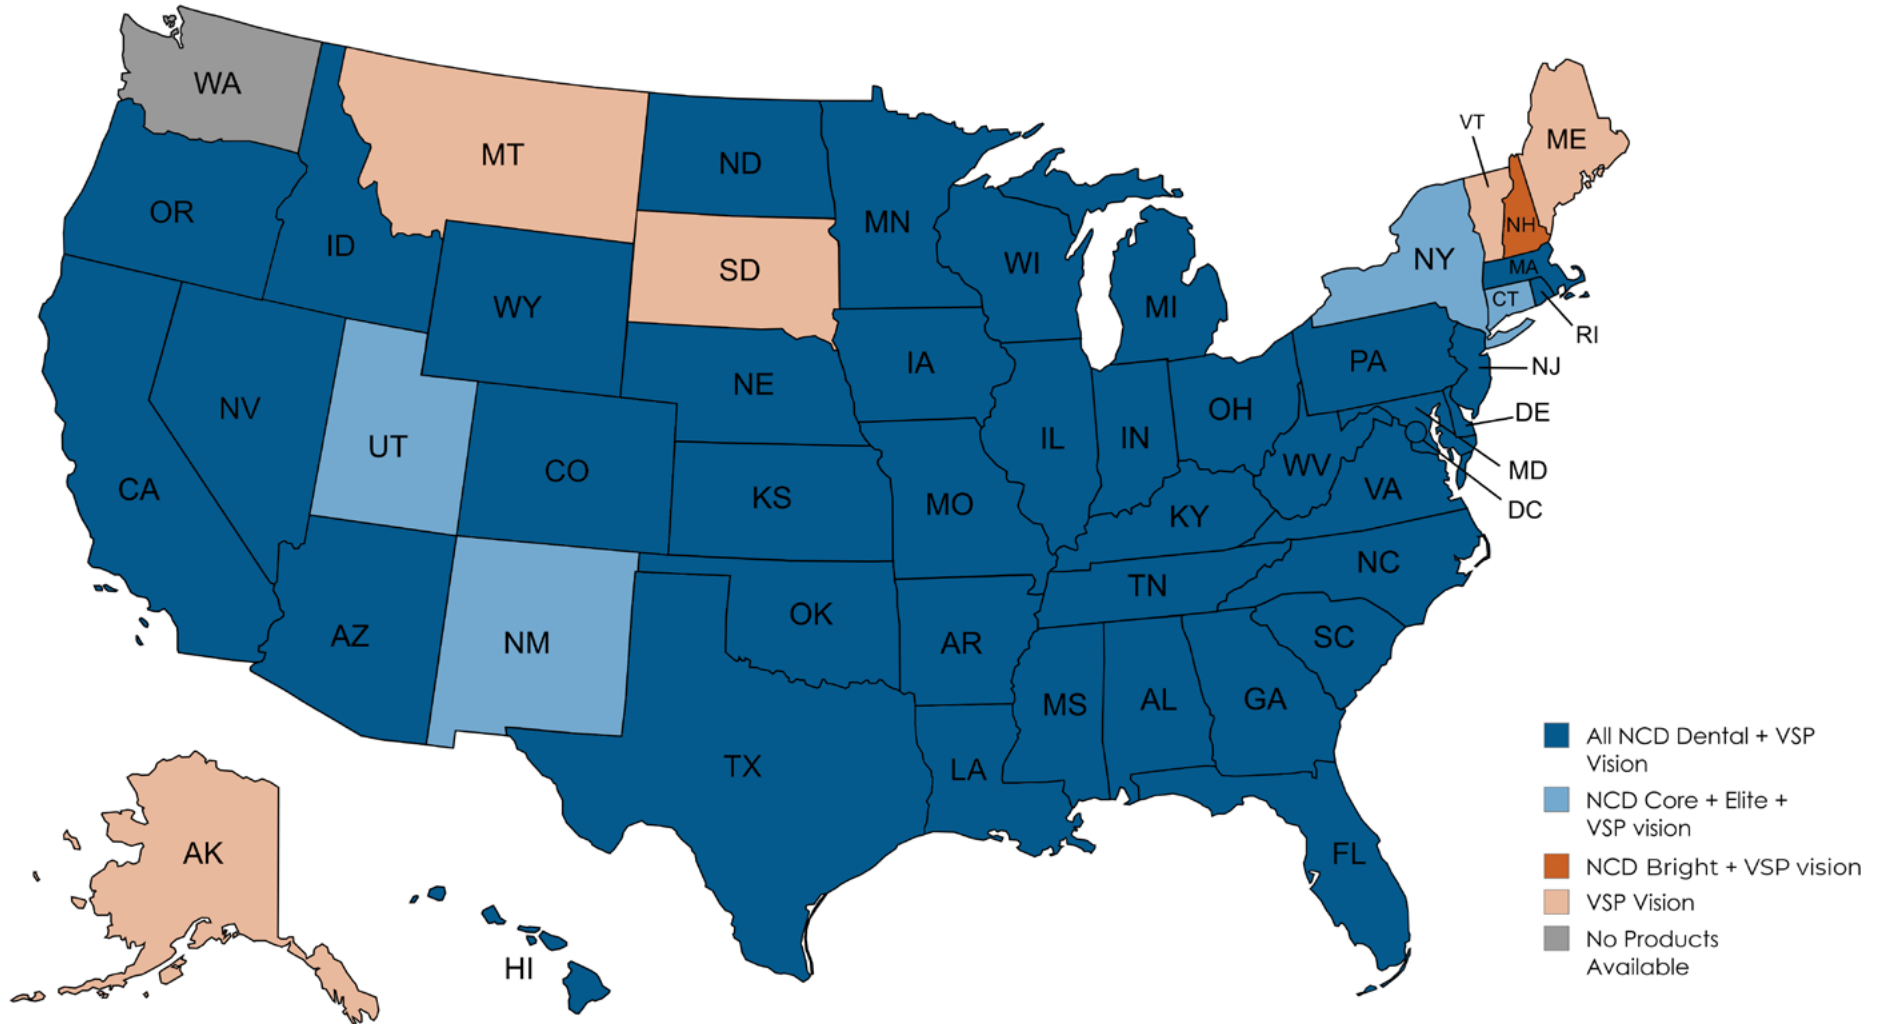 WA
MT
ND
MN
VT
ME
OR
ID
SD
WI
NH
NY
MA
CT
WY
MI
RI
IA
PA
NJ
NE
NV
OH
DE
UT
IL
IN
CO
WV
MD
CA
KS
MO
VA
KY
DC
NC
TN
OK
AZ
NM
AR
SC
MS
AL
GA
TX
LA
FL
AK
HI
All NCD Dental + VSP
Vision
NCD Core + Elite +
VSP vision
NCD Bright + VSP vision
VSP Vision
No Products
Available